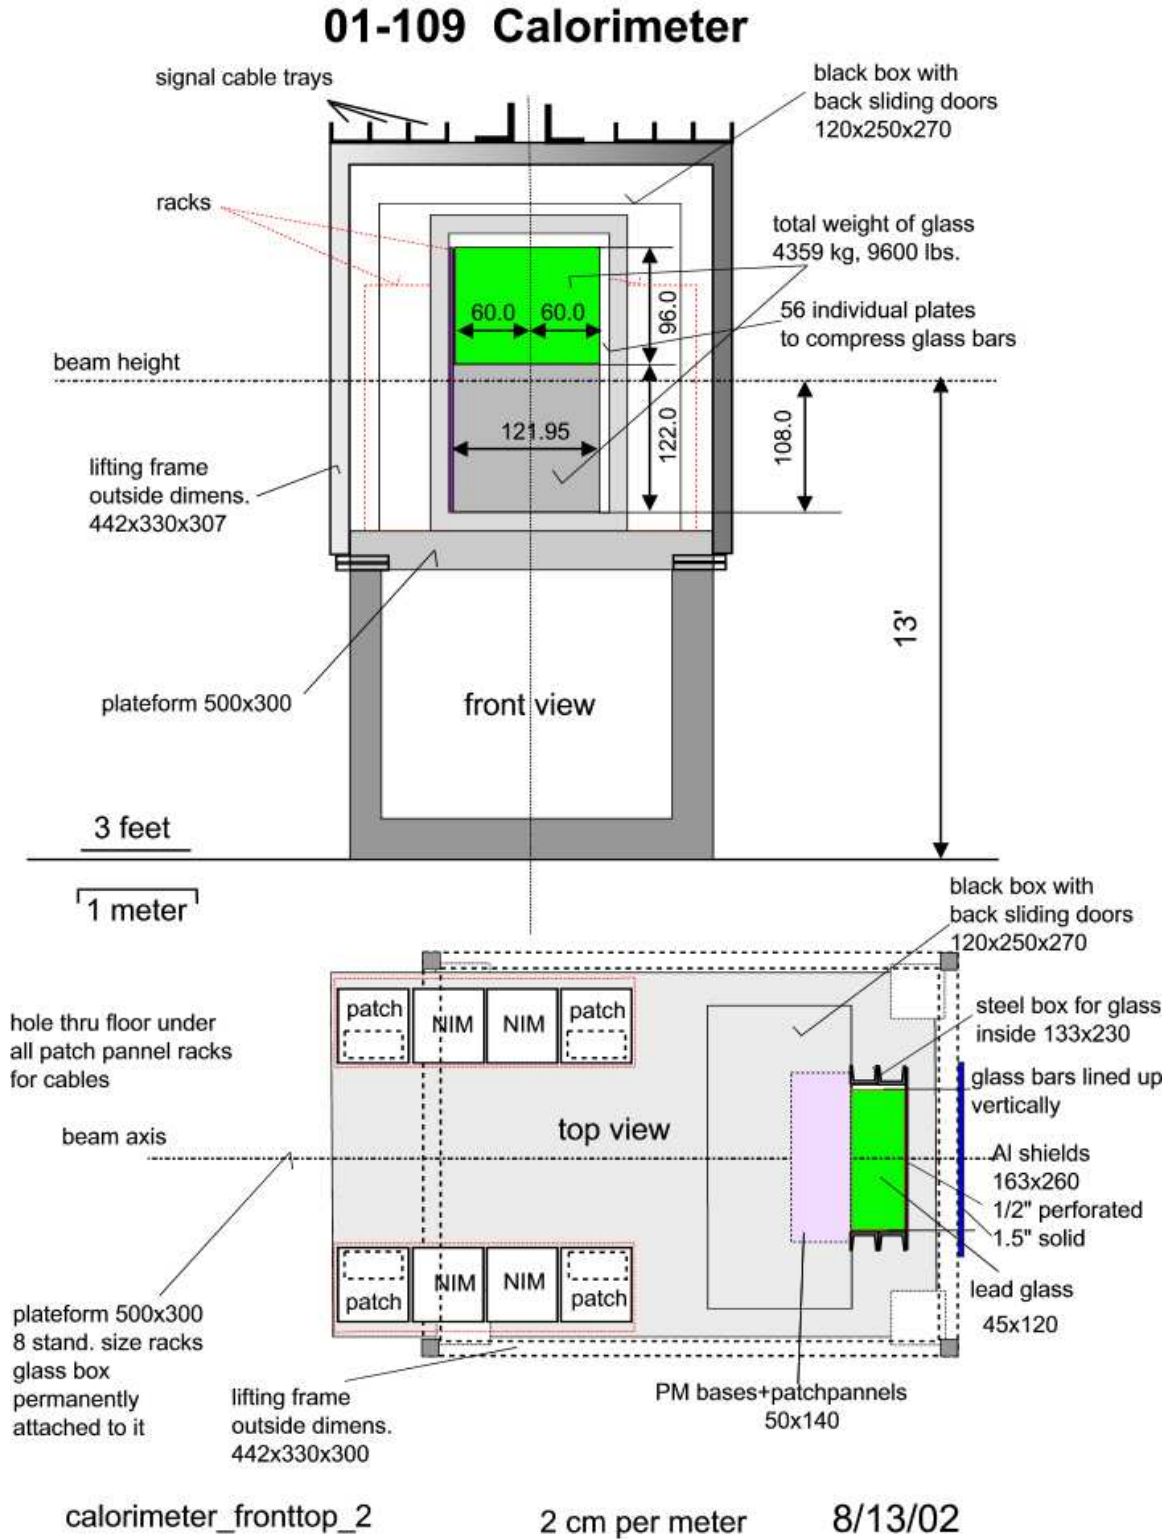 01-109 Calorimeter
signal cable trays
black box with
back sliding doors
120x250x270
racks
total weight of glass
4359 kg, 9600 lbs.
60.0
60.0
96.0
56 individual plates
to compress glass bars
beam height
121.95
122.0
108.0
lifting frame
outside dimens.
442x330x307
13'
plateform 500x300
front view
3 feet
1 meter
black box with
back sliding doors
120x250x270
hole thru floor under
all patch pannel racks
for cables
patch
NIM
NIM
patch
steel box for glass
inside 133x230
glass bars lined up
vertically
beam axis
top view
Al shields
163x260
1/2" perforated
1.5" solid
patch
NIM
NIM
patch
lead glass
45x120
plateform 500x300
8 stand. size racks
glass box
permanently
attached to it
lifting frame
outside dimens.
442x330x300
PM bases+patchpannels
50x140
calorimeter_fronttop_2
2 cm per meter
8/13/02